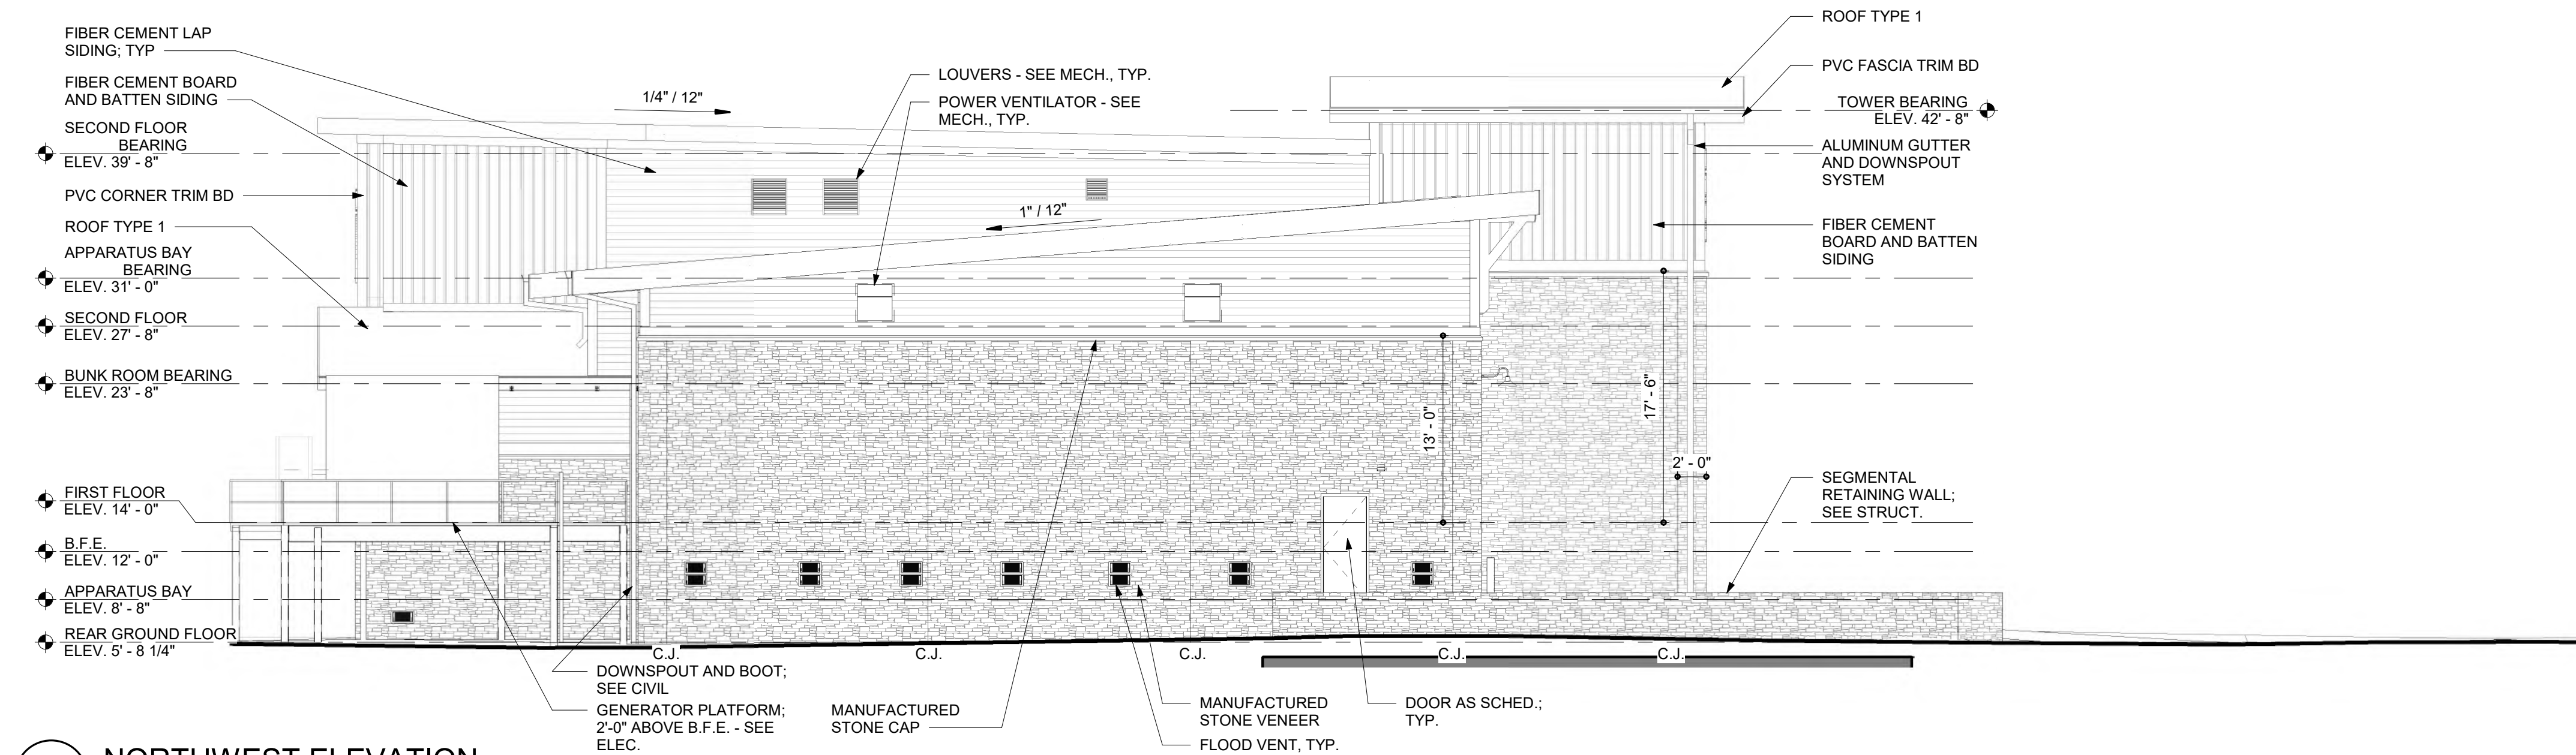 FIBER CEMENT LAP
SIDING; TYP
FIBER CEMENT BOARD
AND BATTEN SIDING
SECOND FLOOR
BEARING
ELEV. 39' - 8"
PVC CORNER TRIM BD
ROOF TYPE 1
APPARATUS BAY
BEARING
ELEV. 31' - 0"
SECOND FLOOR
ELEV. 27' - 8"
BUNK ROOM BEARING
ELEV. 23' - 8"
FIRST FLOOR
ELEV. 14' - 0"
B.F.E.
ELEV. 12' - 0"
APPARATUS BAY
ELEV. 8' - 8"
REAR GROUND FLOOR
ELEV. 5' - 8 1/4"
1/4" / 12"
LOUVERS - SEE MECH., TYP.
POWER VENTILATOR - SEE
MECH., TYP.
1" / 12"
13' - 0"
17' - 6"
2' - 0"
ROOF TYPE 1
PVC FASCIA TRIM BD
TOWER BEARING
ELEV. 42' - 8"
ALUMINUM GUTTER
AND DOWNSPOUT
SYSTEM
FIBER CEMENT
BOARD AND BATTEN
SIDING
SEGMENTAL
RETAINING WALL;
SEE STRUCT.
C.J.
C.J.
C.J.
C.J.
C.J.
DOWNSPOUT AND BOOT;
SEE CIVIL
GENERATOR PLATFORM;
2'-0" ABOVE B.F.E. - SEE
ELEC.
MANUFACTURED
STONE CAP
MANUFACTURED
STONE VENEER
FLOOD VENT, TYP.
DOOR AS SCHED.;
TYP.
NORTHWEST ELEVATION